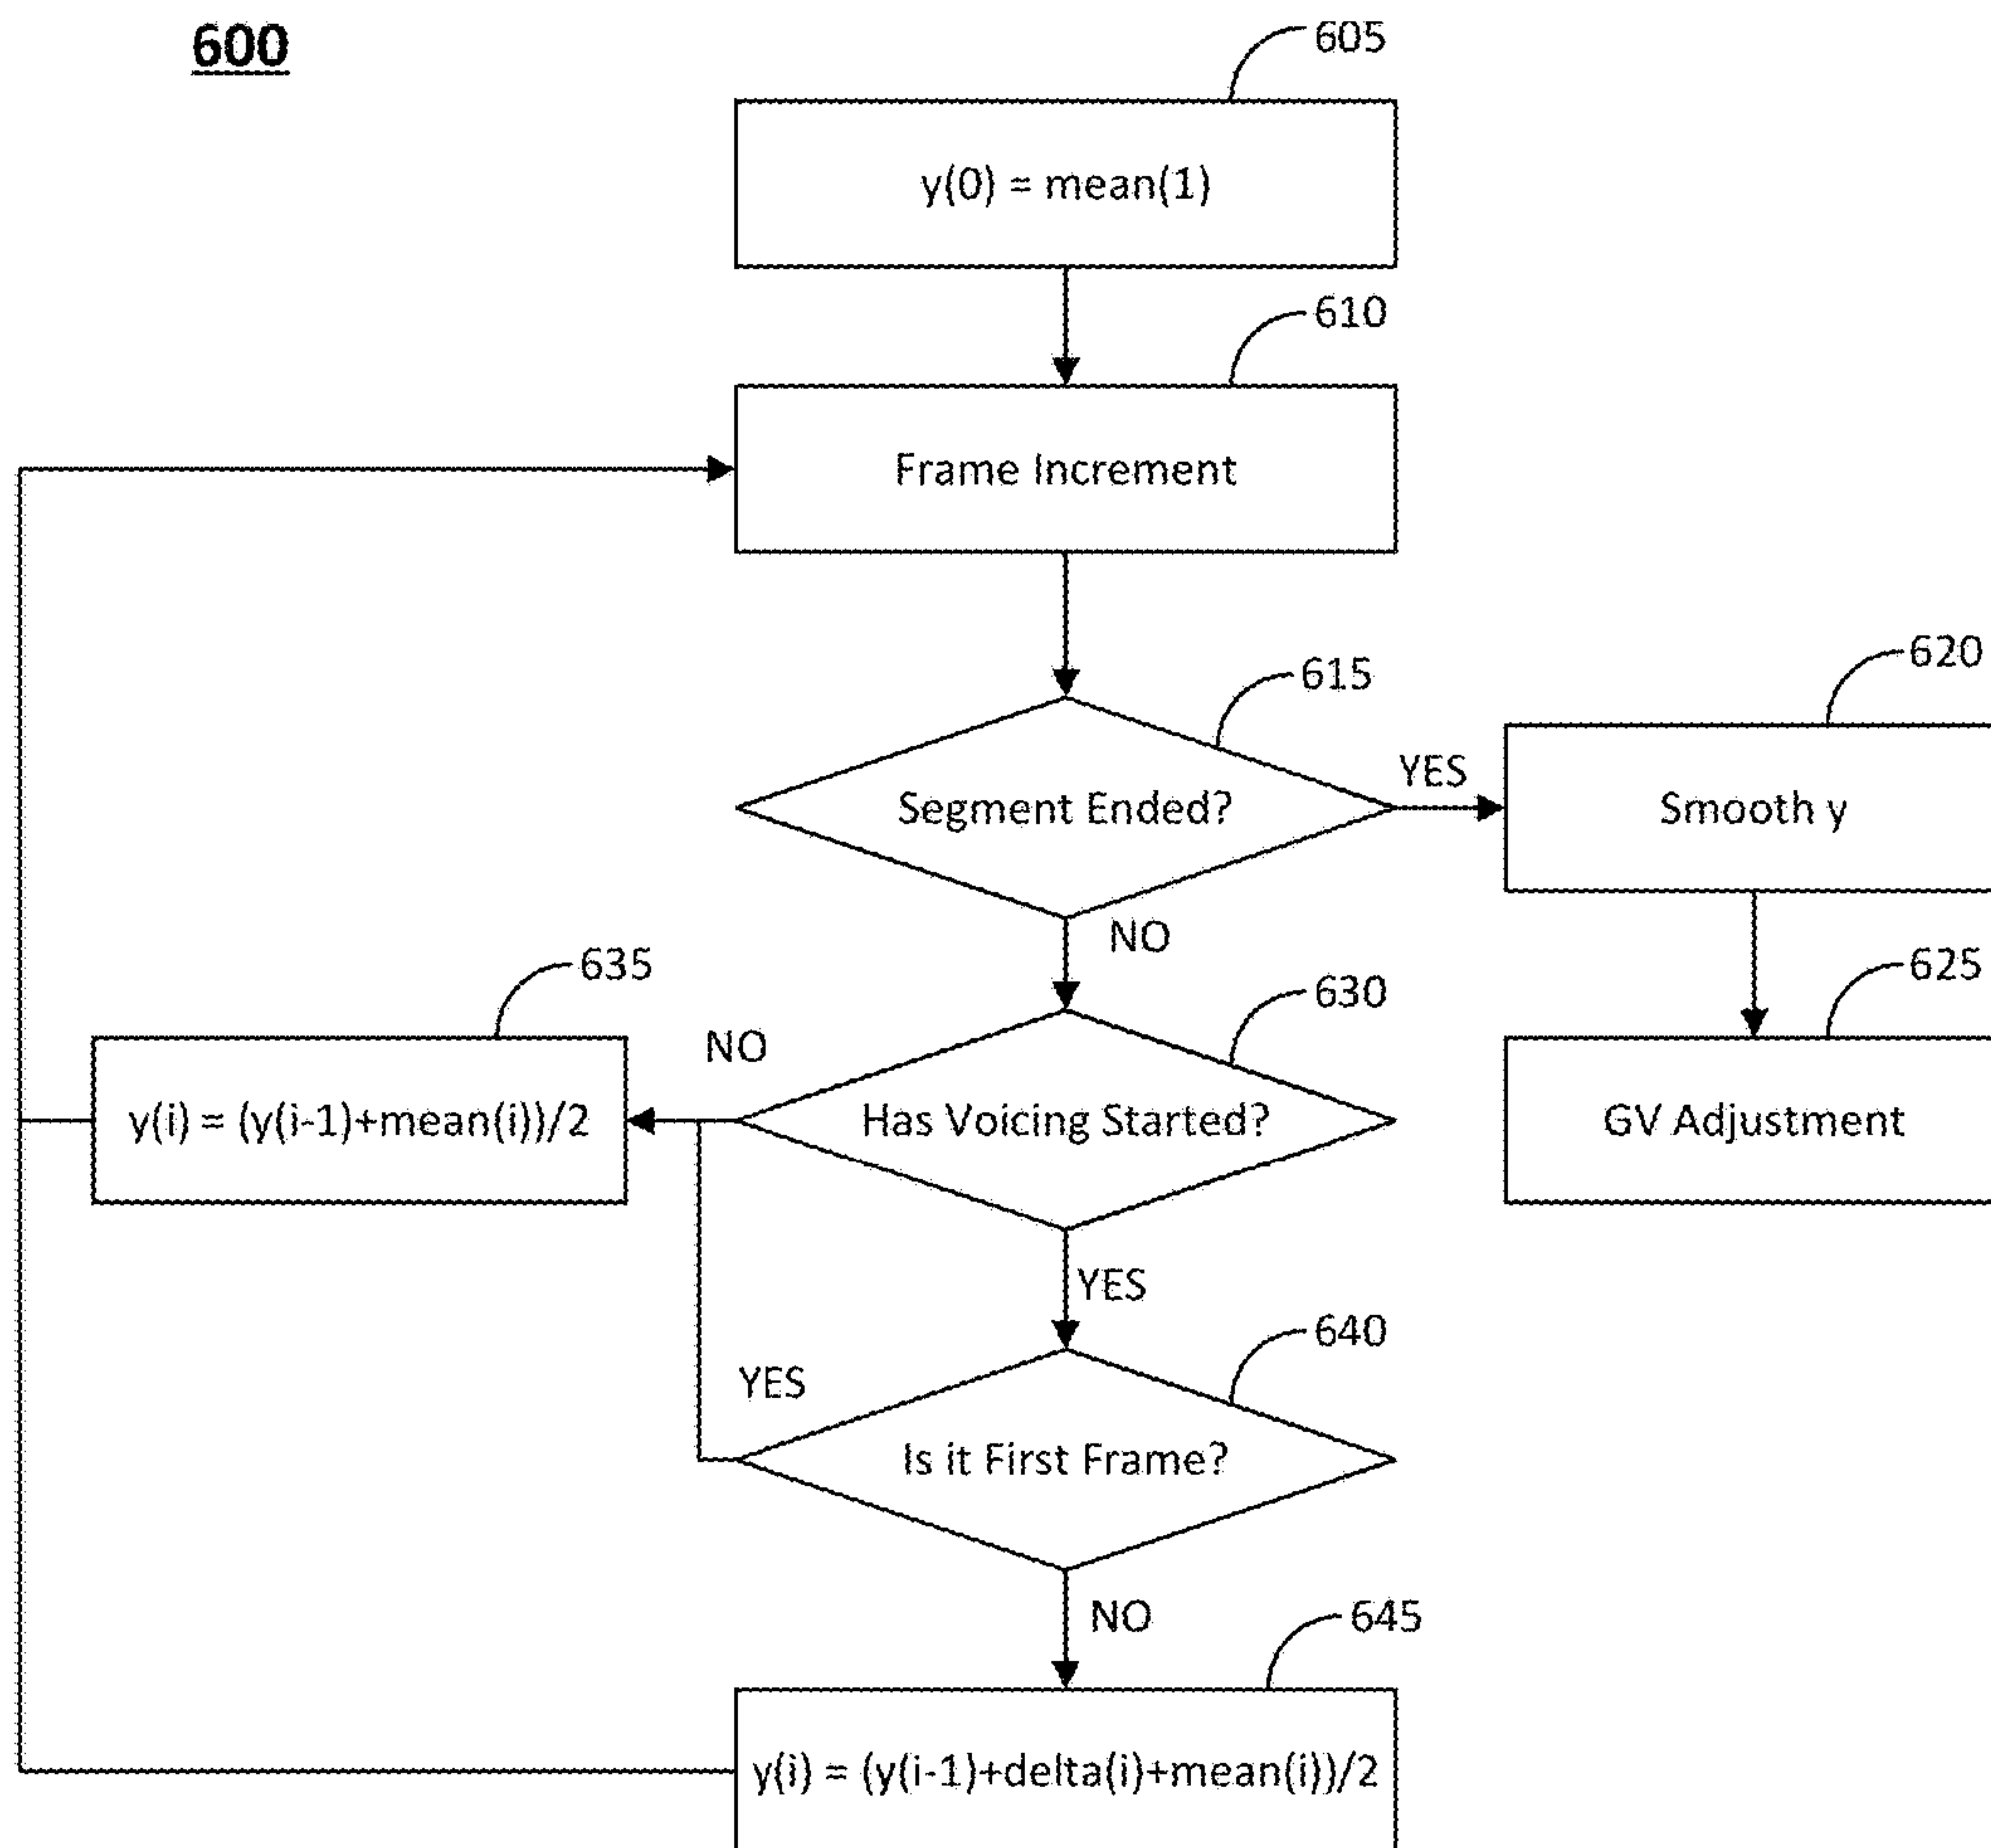 600
605
y(0) = mean(1)
610
Frame Increment
615
Segment Ended?
YES
620
Smooth y
NO
625
GV Adjustment
630
Has Voicing Started?
NO
635
y(i) = (y(i-1)+mean(i))/2
YES
640
Is it First Frame?
YES
NO
645
y(i) = (y(i-1)+delta(i)+mean(i))/2